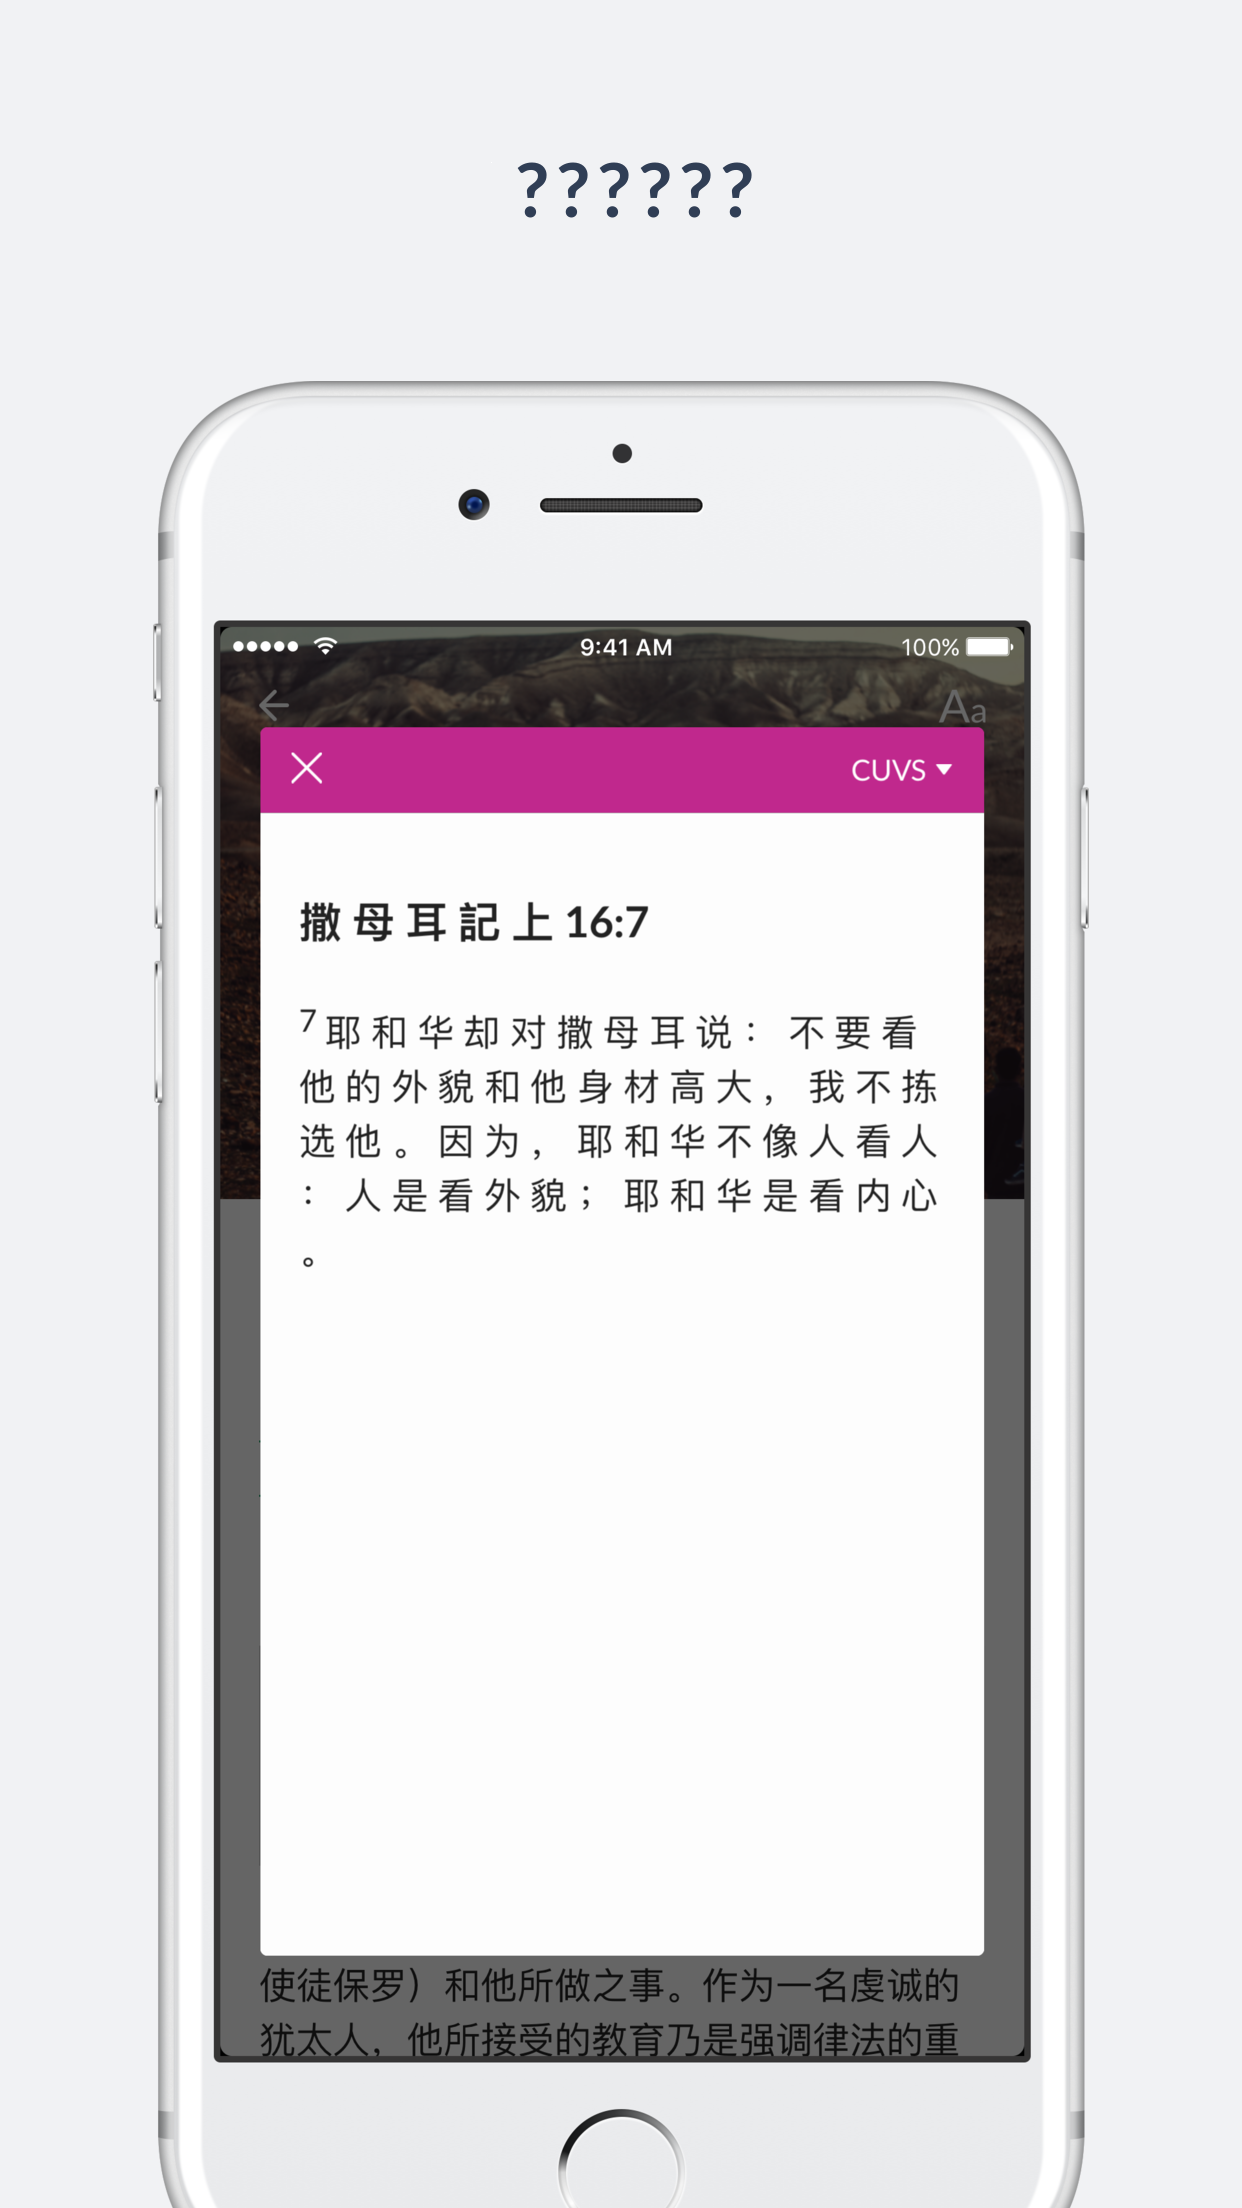 ??????
9:41 AM
100%
Aa
CUVS
撒母耳記上 16:7
7 耶和华却对撒母耳说： 不要看
他的外貌和他身材高大， 我不拣
选他。因为， 耶和华不像人看人
： 人是看外貌； 耶和华是看内心
。
使徒保罗）和他所做之事。作为一名虔诚的
犹太人，他所接受的教育乃是强调律法的重